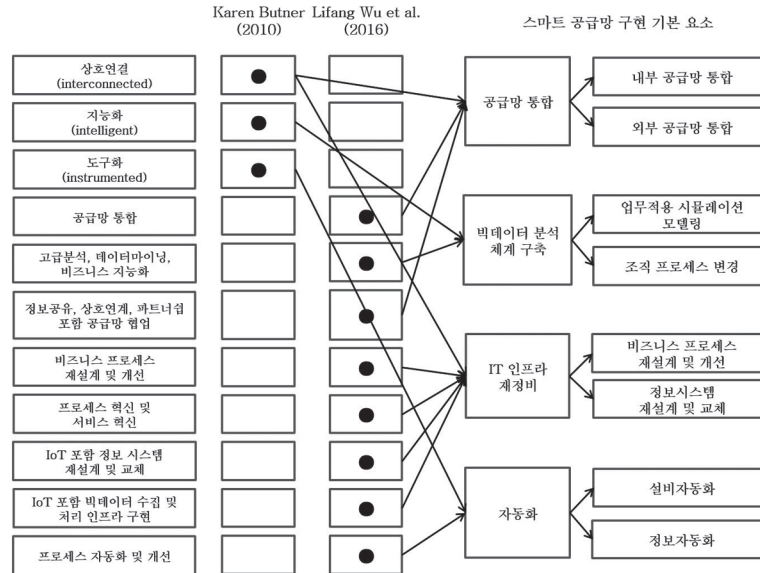 Karen Butner Lifang Wu et al.
(2010) (2016)
스마트 공급망 구현 기본 요소
상호연결
(interconnected)
지능화
(intelligent)
도구화
(instrumented)
공급망 통합
고급분석, 데이터마이닝,
비즈니스 지능화
정보공유, 상호연계, 파트너쉽
포함 공급망 협업
비즈니스 프로세스
재설계 및 개선
프로세스 혁신 및
서비스 혁신
IoT 포함 정보 시스템
재설계 및 교체
IoT 포함 빅데이터 수집 및
처리 인프라 구현
프로세스 자동화 및 개선
공급망 통합
빅데이터 분석
체계 구축
IT 인프라
재정비
자동화
내부 공급망 통합
외부 공급망 통합
업무적용 시뮬레이션
모델링
조직 프로세스 변경
비즈니스 프로세스
재설계 및 개선
정보시스템
재설계 및 교체
설비자동화
정보자동화